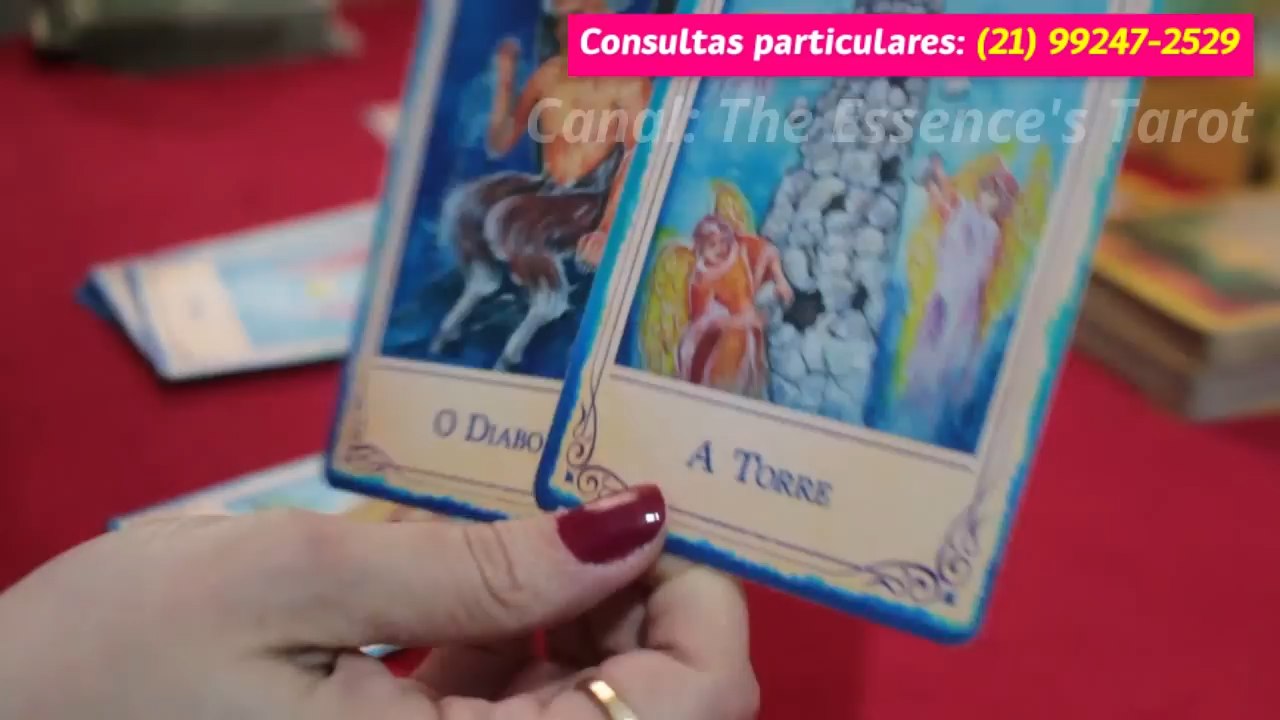 Consultas particulares: (21) 99247-2529
Canal: The Essence's Tarot
O DIABO
A TORRE